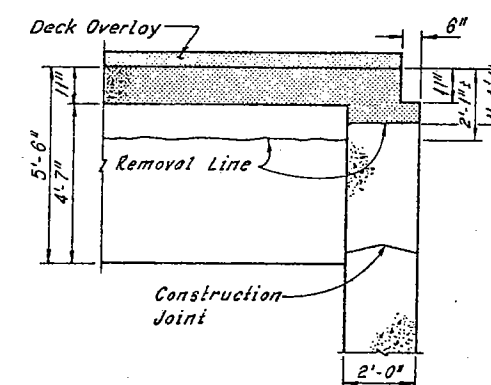 Deck Overlay
6"
11"
11"
2'-1"±
5'-6"
4'-7"
Removal Line
Construction
Joint
2'-0"